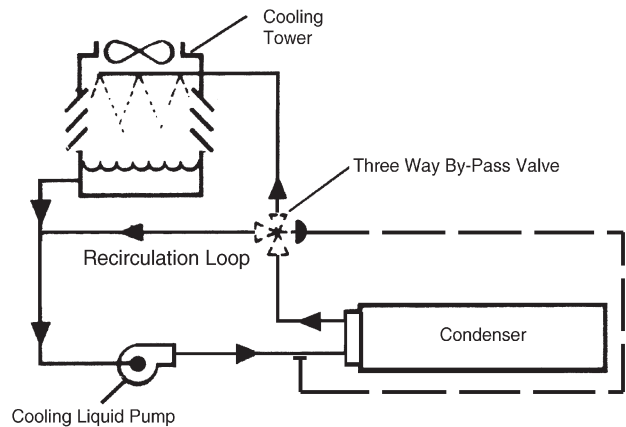 Cooling
Tower
Three Way By-Pass Valve
Recirculation Loop
Condenser
Cooling Liquid Pump